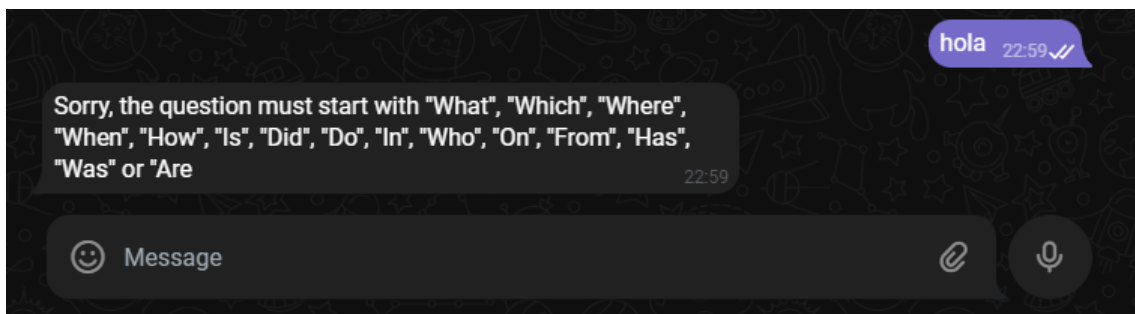 hola 22:59
Sorry, the question must start with "What", "Which", "Where",
"When", "How", "Is", "Did", "Do", "In", "Who", "On", "From", "Has",
"Was" or "Are
22:59
Message